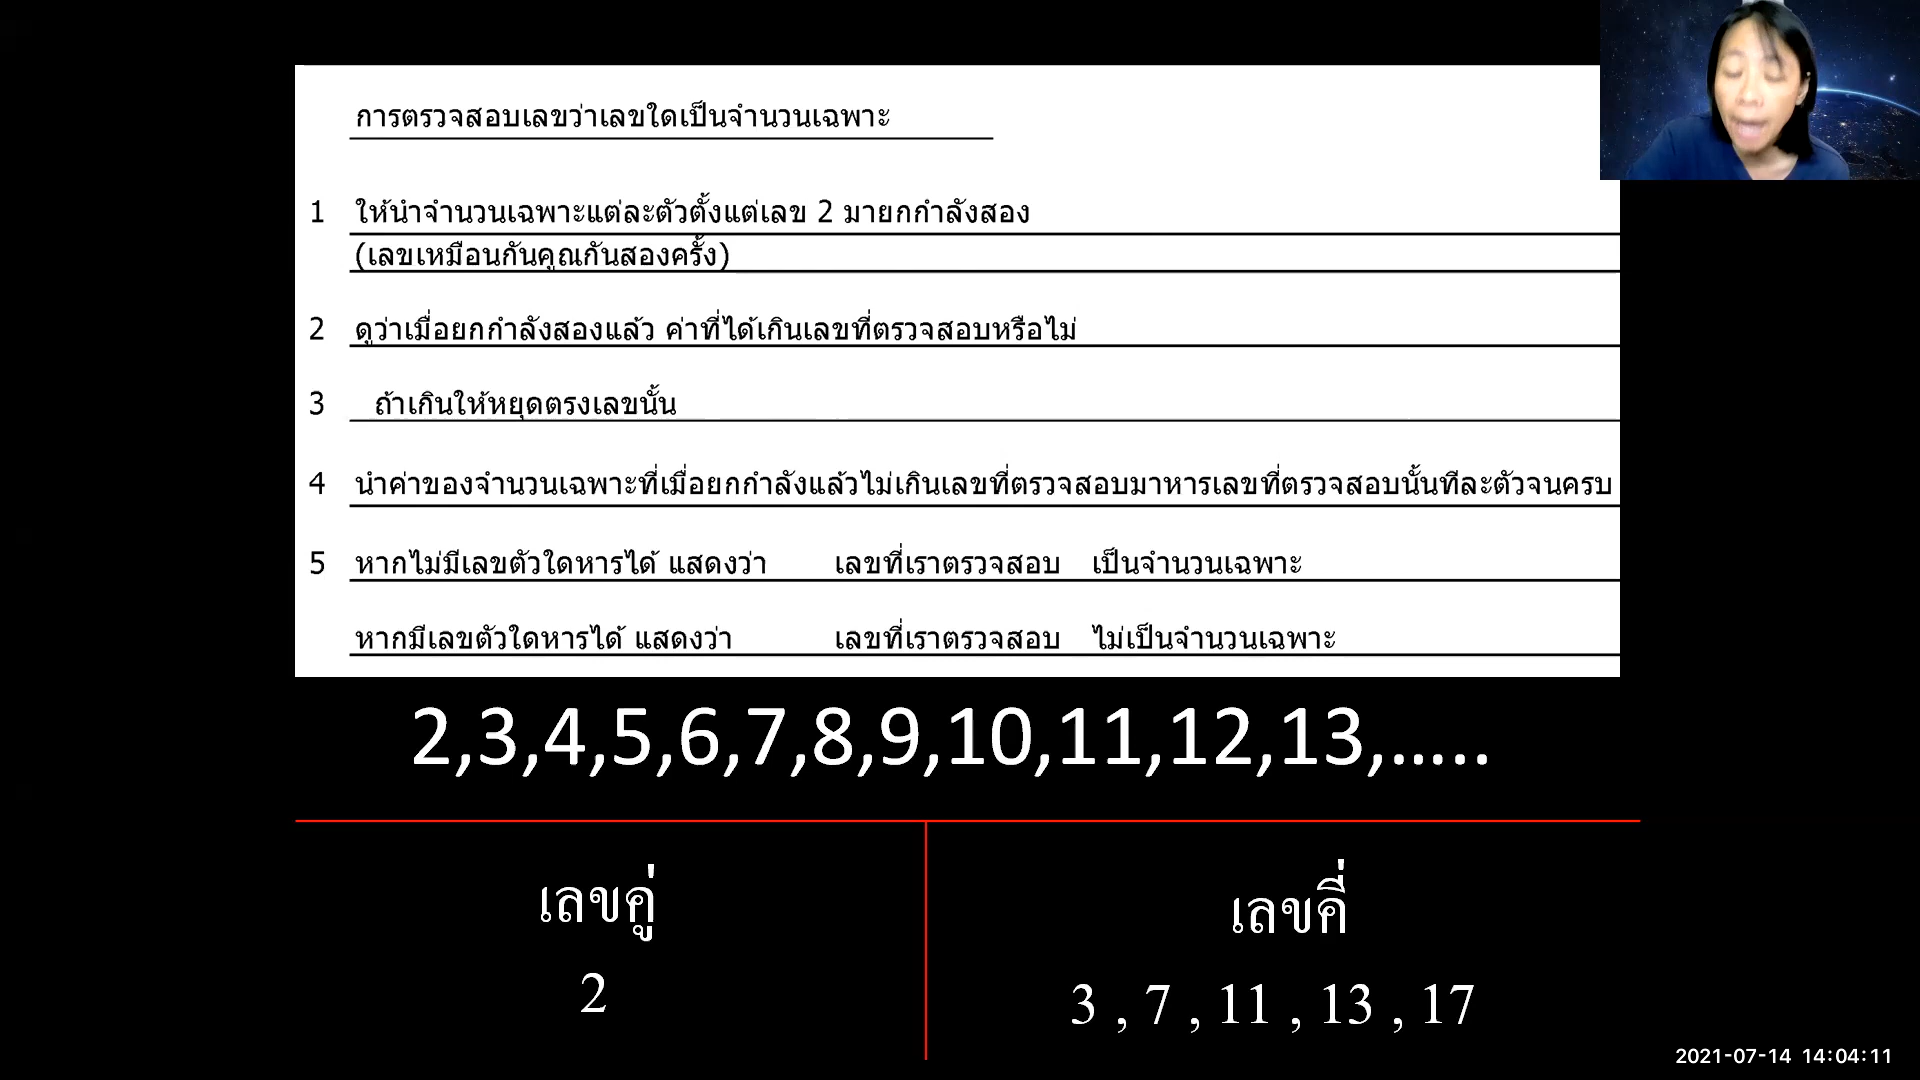 การตรวจสอบเลขว่าเลขใดเป็นจำนวนเฉพาะ
1 ให้นำจำนวนเฉพาะแต่ละตัวตั้งแต่เลข 2 มายกกำลังสอง
(เลขเหมือนกันคูณกันสองครั้ง)
2 ดูว่าเมื่อยกกำลังสองแล้ว ค่าที่ได้เกินเลขที่ตรวจสอบหรือไม่
3 ถ้าเกินให้หยุดตรงเลขนั้น
4 นำค่าของจำนวนเฉพาะที่เมื่อยกกำลังแล้วไม่เกินเลขที่ตรวจสอบมาหารเลขที่ตรวจสอบนั้นทีละตัวจนครบ
5 หากไม่มีเลขตัวใดหารได้ แสดงว่า เลขที่เราตรวจสอบ เป็นจำนวนเฉพาะ
หากมีเลขตัวใดหารได้ แสดงว่า เลขที่เราตรวจสอบ ไม่เป็นจำนวนเฉพาะ
2,3,4,5,6,7,8,9,10,11,12,13,.....
เลขคู่
2
เลขคี่
3 , 7 , 11 , 13 , 17
2021-07-14 14:04:11